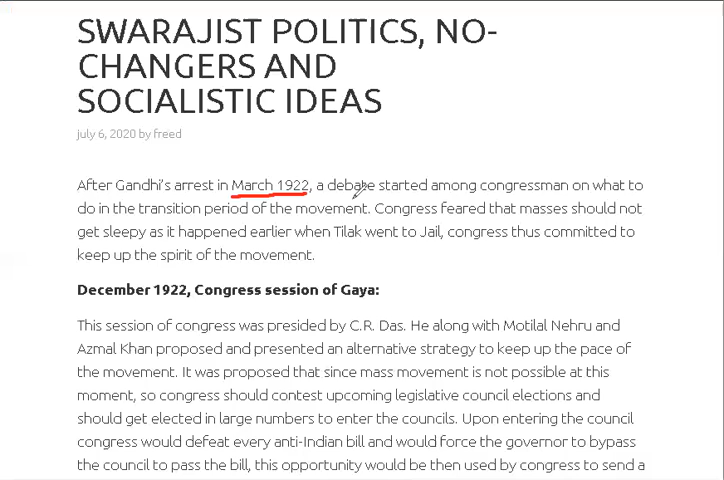 SWARAJIST POLITICS, NO-
CHANGERS AND
SOCIALISTIC IDEAS
july 6, 2020 by freed
After Gandhi's arrest in March 1922, a debate started among congressman on what to
do in the transition period of the movement. Congress feared that masses should not
get sleepy as it happened earlier when Tilak went to Jail, congress thus committed to
keep up the spirit of the movement.
December 1922, Congress session of Gaya:
This session of congress was presided by C.R. Das. He along with Motilal Nehru and
Azmal Khan proposed and presented an alternative strategy to keep up the pace of
the movement. It was proposed that since mass movement is not possible at this
moment, so congress should contest upcoming legislative council elections and
should get elected in large numbers to enter the councils. Upon entering the council
congress would defeat every anti-Indian bill and would force the governor to bypass
the council to pass the bill, this opportunity would be then used by congress to send a